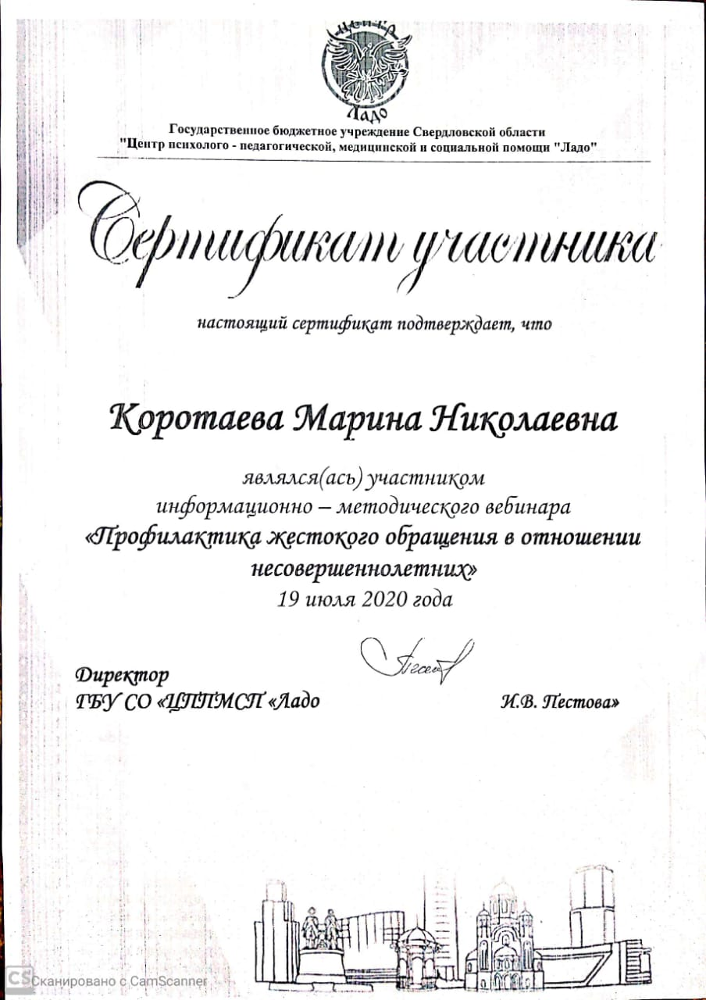 ЦЕНТР
Ладо
Государственное бюджетное учреждение Свердловской области
"Центр психолого - педагогической, медицинской и социальной помощи "Ладо"
Сертификат участника
настоящий сертификат подтверждает, что
Коротаева Марина Николаевна
являлся(ась) участником
информационно – методического вебинара
«Профилактика жестокого обращения в отношении
несовершеннолетних»
19 июля 2020 года
Директор
ГБУ СО «ЦППМСП «Ладо И.В. Пестова»
CS Сканировано с CamScanner